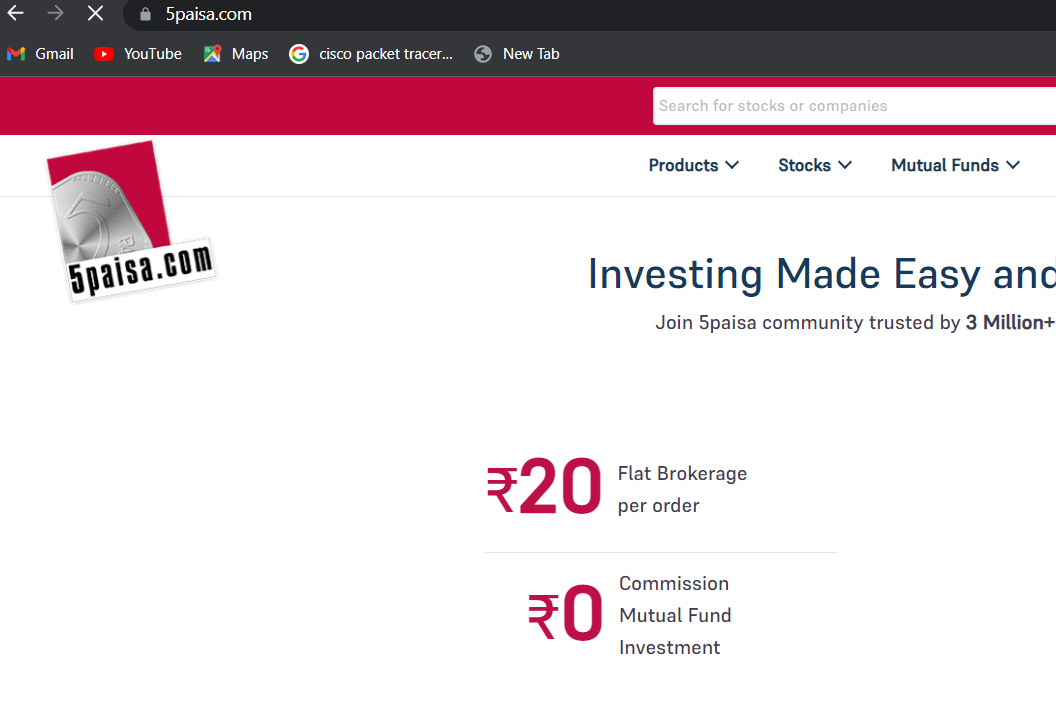 5paisa.com
Gmail YouTube Maps cisco packet tracer... New Tab
Search for stocks or companies
Products Stocks Mutual Funds
5paisa.com
Investing Made Easy and
Join 5paisa community trusted by 3 Million+
₹20 Flat Brokerage
per order
₹0 Commission
Mutual Fund
Investment